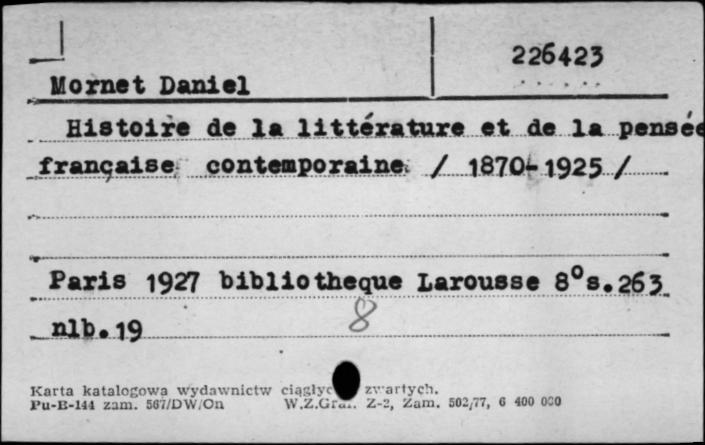 226423
Mornet Daniel
Histoire de la littérature et de la pensée
française contemporaine / 1870-1925 /
Paris 1927 bibliotheque Larousse 8° s.263
nlb.19
8
Karta katalogowa wydawnictw zwartych.
Pu-B-144 zam. 567/DW/On W.Z.Graf. Z-2, Zam. 502/77, 6 400 000